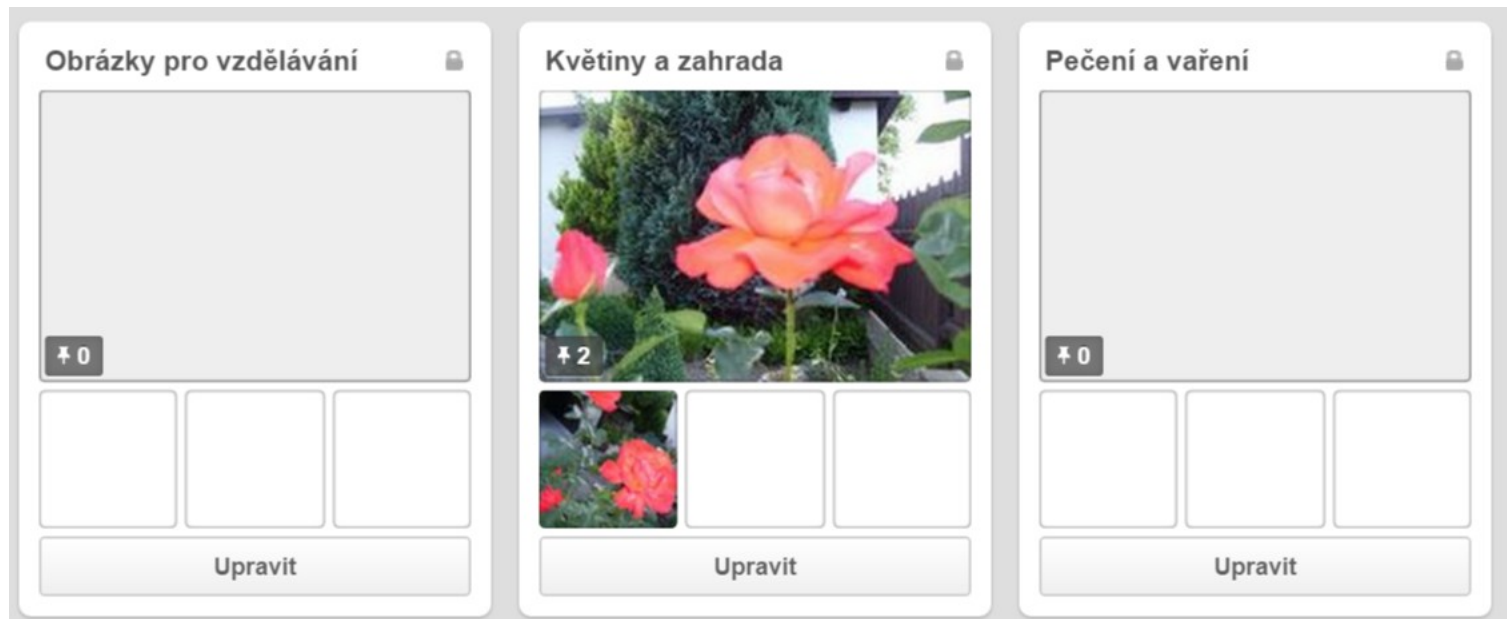 Obrázky pro vzdělávání
0
Upravit
Květiny a zahrada
2
Upravit
Pečení a vaření
0
Upravit